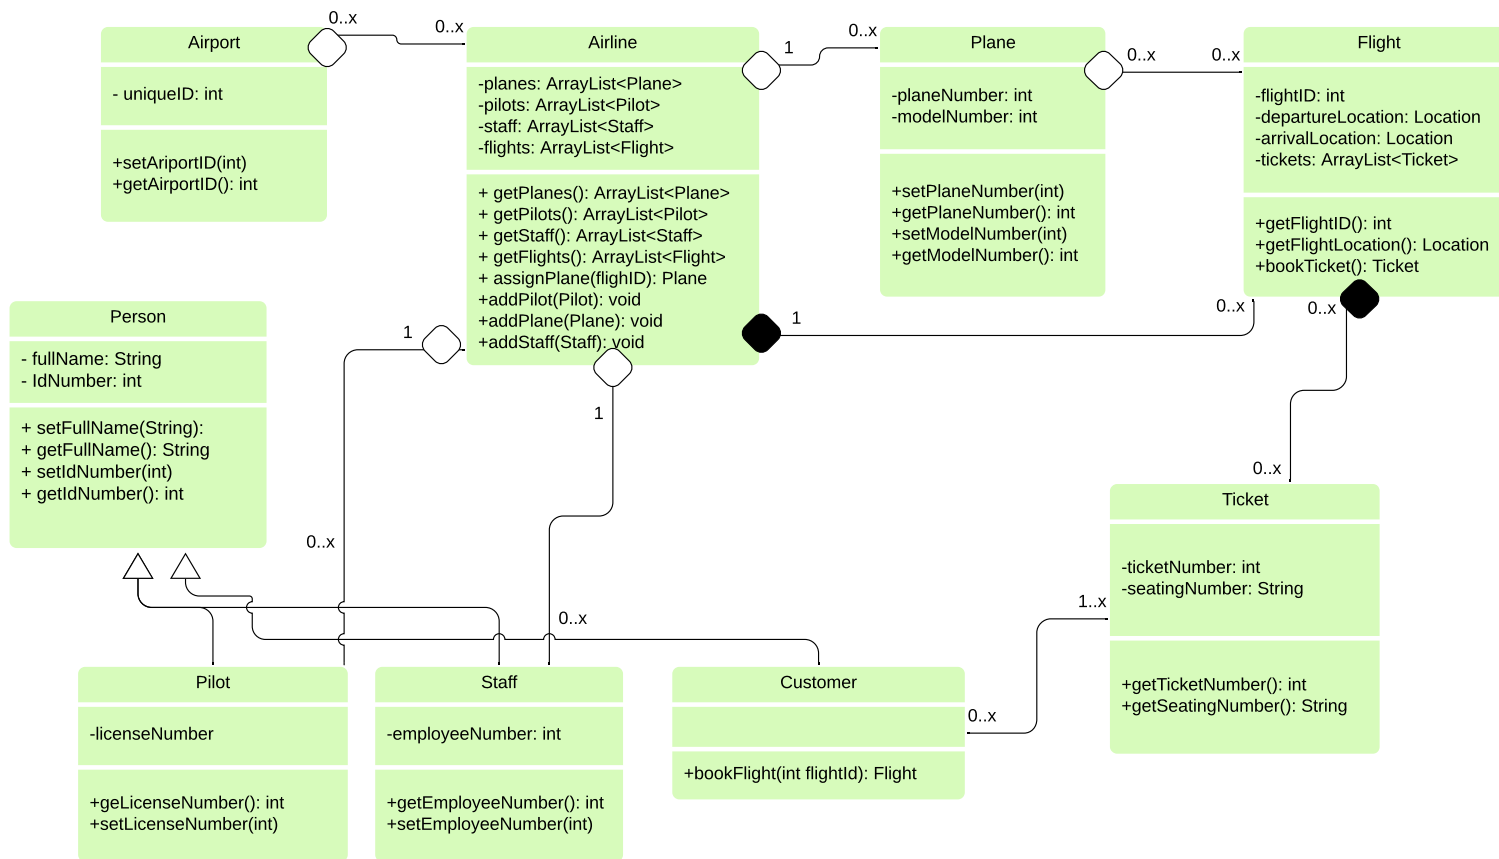 0..x
0..x
Airport
- uniqueID: int
+setAriportID(int)
+getAirportID(): int
Airline
-planes: ArrayList<Plane>
-pilots: ArrayList<Pilot>
-staff: ArrayList<Staff>
-flights: ArrayList<Flight>
+ getPlanes(): ArrayList<Plane>
+ getPilots(): ArrayList<Pilot>
+ getStaff(): ArrayList<Staff>
+ getFlights(): ArrayList<Flight>
+ assignPlane(flighID): Plane
+addPilot(Pilot): void
+addPlane(Plane): void
+addStaff(Staff): void
1
0..x
Plane
-planeNumber: int
-modelNumber: int
+setPlaneNumber(int)
+getPlaneNumber(): int
+setModelNumber(int)
+getModelNumber(): int
0..x
0..x
Flight
-flightID: int
-departureLocation: Location
-arrivalLocation: Location
-tickets: ArrayList<Ticket>
+getFlightID(): int
+getFlightLocation(): Location
+bookTicket(): Ticket
1
0..x
0..x
0..x
Person
- fullName: String
- IdNumber: int
+ setFullName(String):
+ getFullName(): String
+ setIdNumber(int)
+ getIdNumber(): int
1
0..x
1
0..x
Ticket
-ticketNumber: int
-seatingNumber: String
+getTicketNumber(): int
+getSeatingNumber(): String
1..x
0..x
Pilot
-licenseNumber
+geLicenseNumber(): int
+setLicenseNumber(int)
Staff
-employeeNumber: int
+getEmployeeNumber(): int
+setEmployeeNumber(int)
Customer
+bookFlight(int flightId): Flight